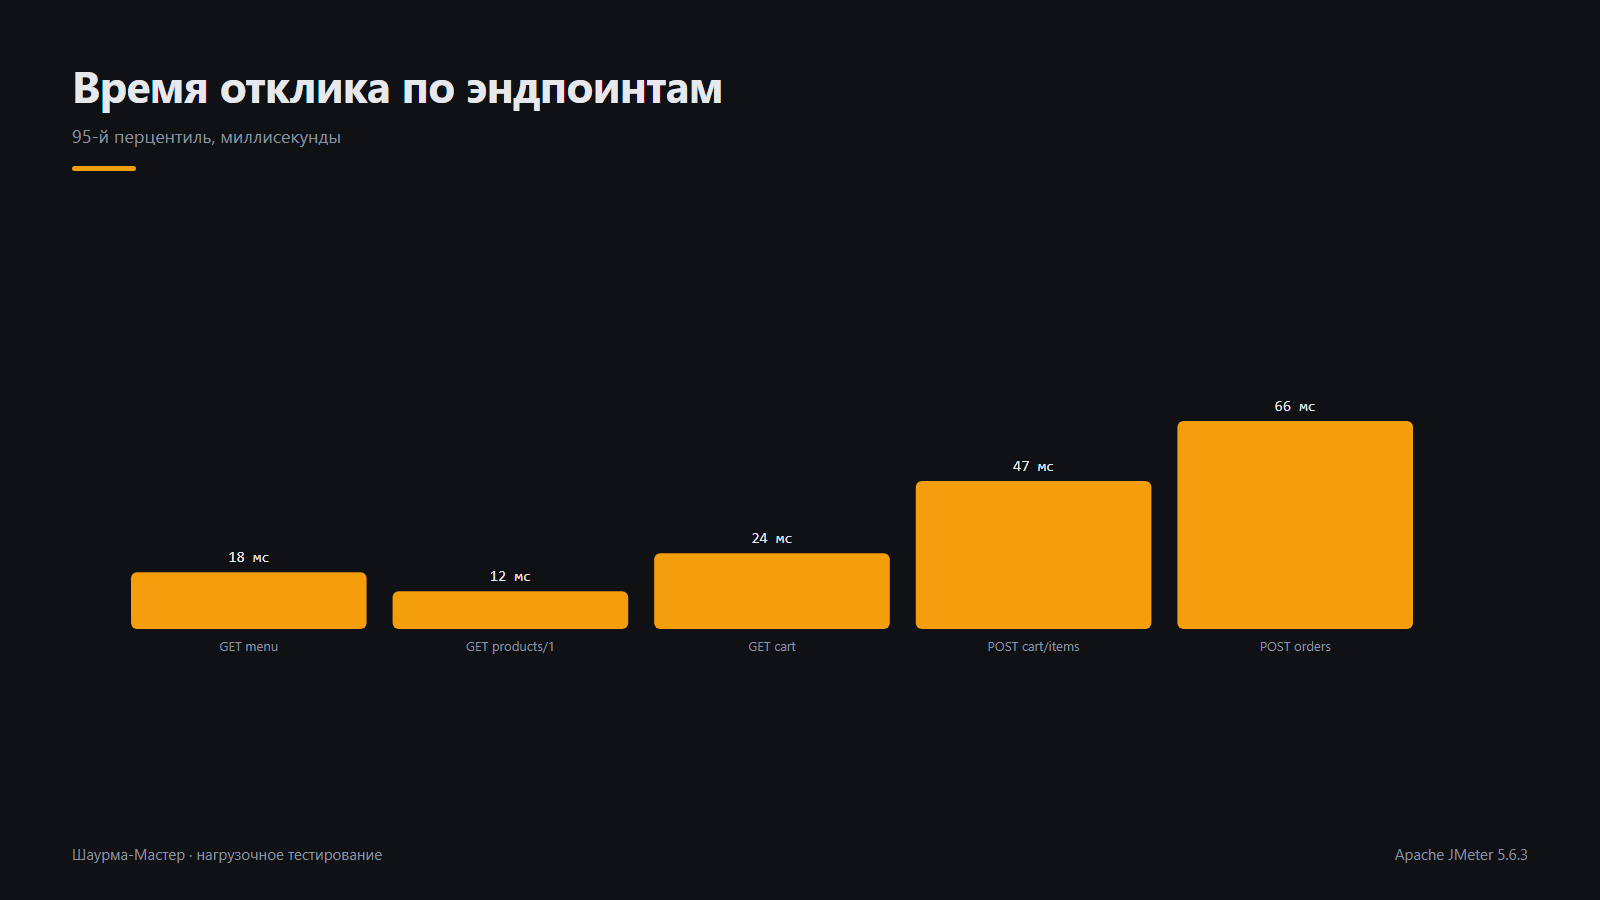 Время отклика по эндпоинтам
95-й перцентиль, миллисекунды
66 мс
47 мс
24 мс
18 мс
12 мс
GET menu
GET products/1
GET cart
POST cart/items
POST orders
Шаурма-Мастер · нагрузочное тестирование
Apache JMeter 5.6.3